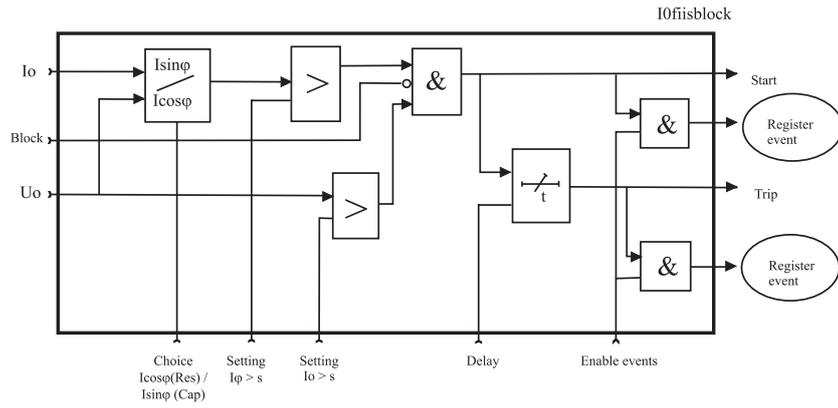 I0fiisblock
Io
Isinφ
Icosφ
>
&
Start
&
Register
event
Block
Uo
>
t
Trip
&
Register
event
Choice
Icosφ(Res) /
Isinφ (Cap)
Setting
Iφ > s
Setting
Io > s
Delay
Enable events